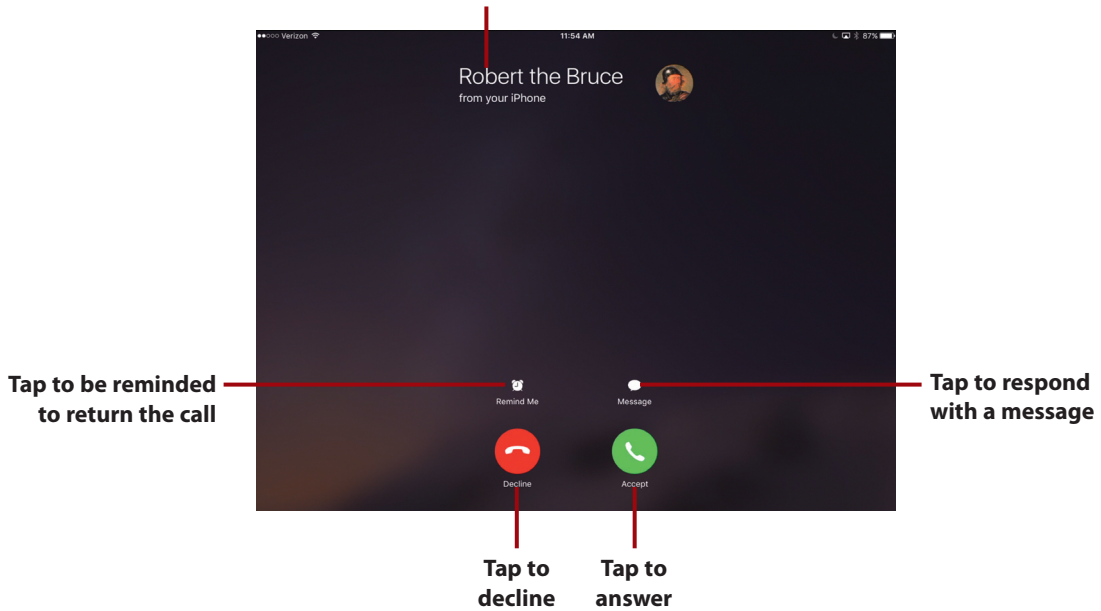 Verizon 11:54 AM 87%
Robert the Bruce
from your iPhone
Tap to be reminded
to return the call
Remind Me Message
Tap to respond
with a message
Decline Accept
Tap to
decline
Tap to
answer